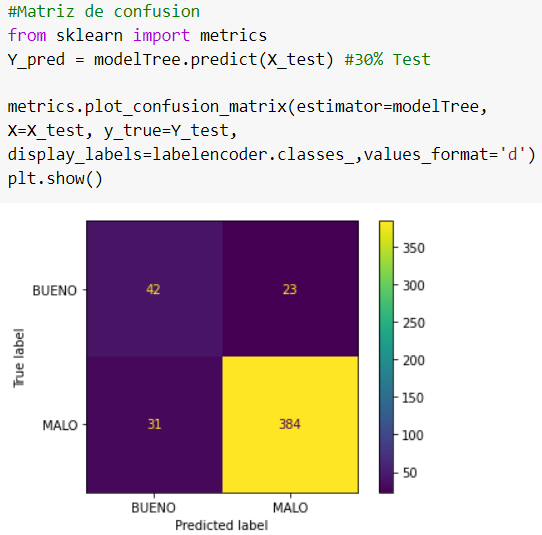 #Matriz de confusion
from sklearn import metrics
Y_pred = modelTree.predict(X_test) #30% Test
metrics.plot_confusion_matrix(estimator=modelTree,
X=X_test, y_true=Y_test,
display_labels=labelencoder.classes_,values_format='d')
plt.show()
350
300
BUENO 42 23
250
200
True label
150
MALO 31 384
100
50
BUENO MALO
Predicted label